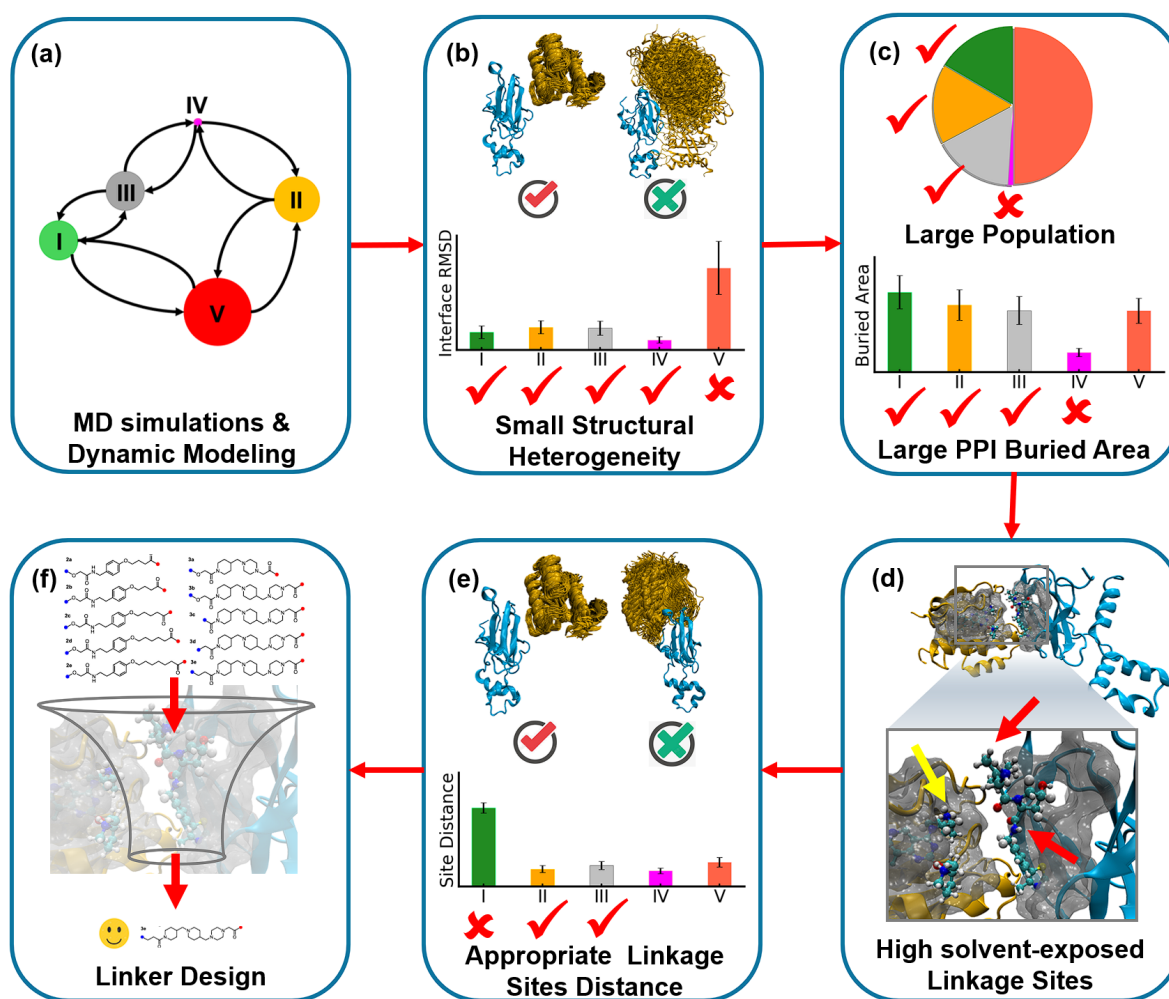 (a)
IV
III
II
I
V
MD simulations &
Dynamic Modeling
(b)
Interface RMSD
I II III IV V
Small Structural
Heterogeneity
(c)
Large Population
Buried Area
I II III IV V
Large PPI Buried Area
(d)
High solvent-exposed
Linkage Sites
(e)
Site Distance
I II III IV V
Appropriate Linkage
Sites Distance
(f)
2a 3a
2b 3b
2c 3c
2d 3d
2e 3e
3e
Linker Design